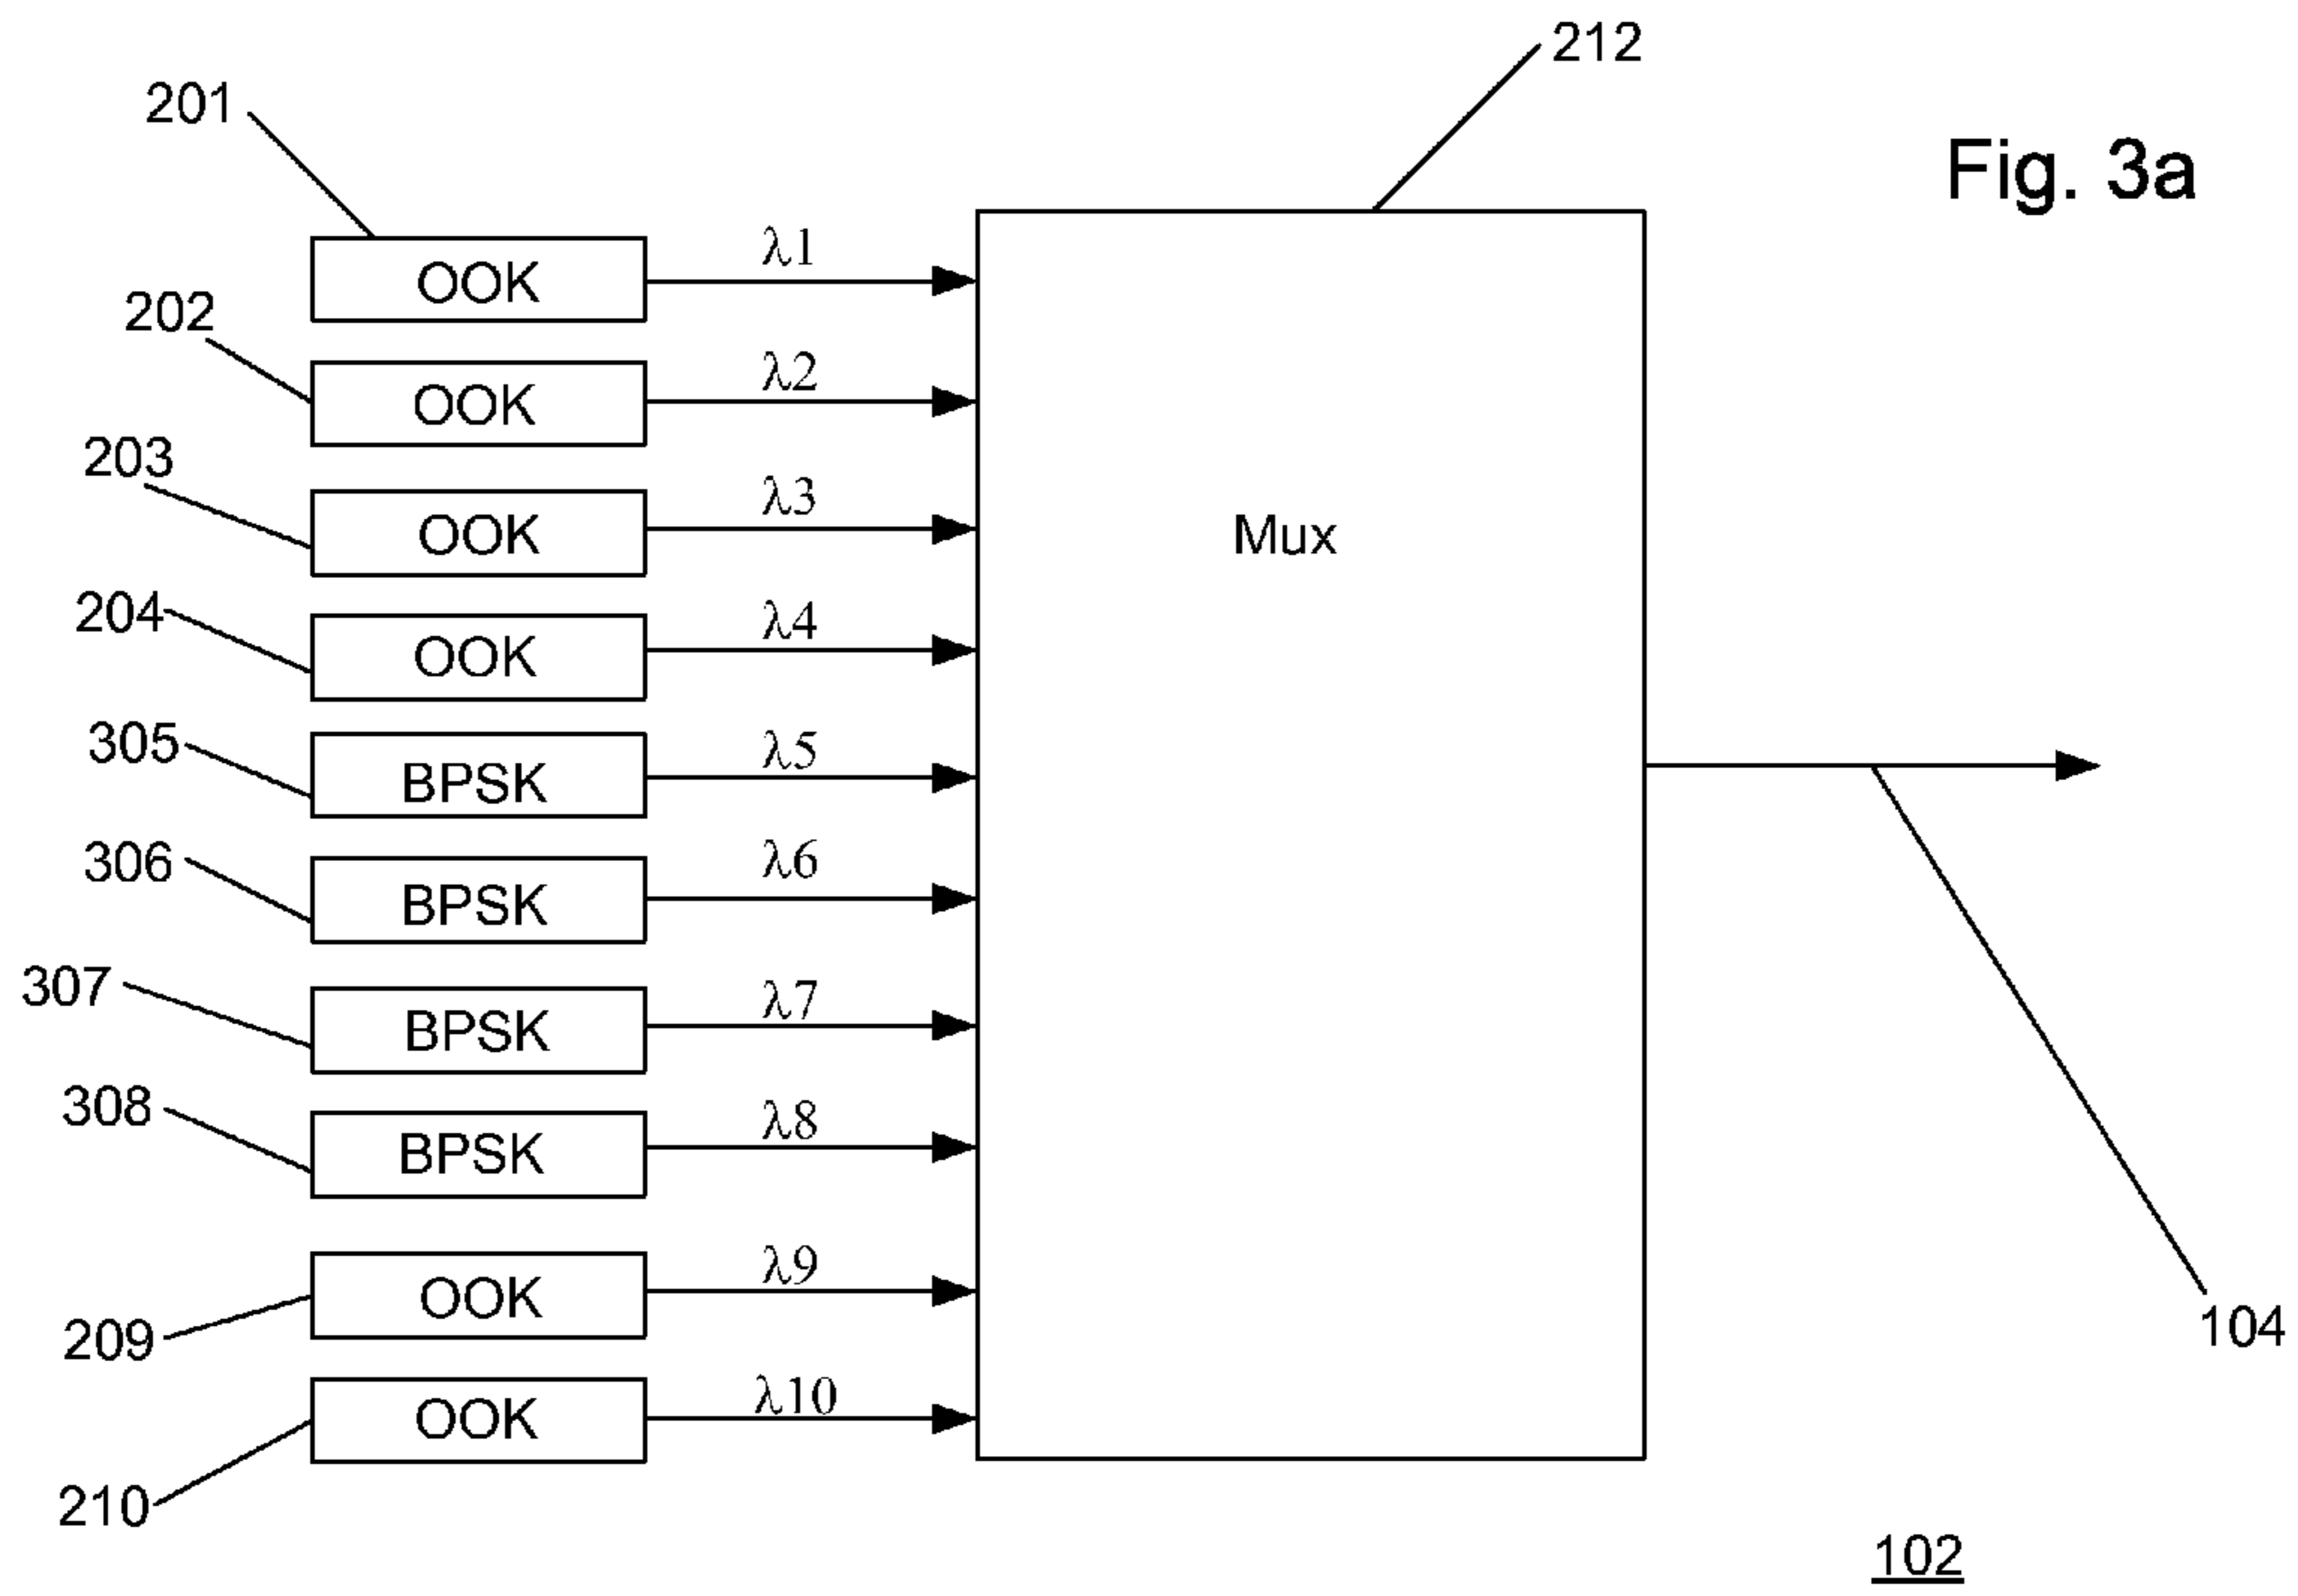 212
Fig. 3a
201
OOK
λ1
202
OOK
λ2
203
OOK
λ3
Mux
204
OOK
λ4
305
BPSK
λ5
306
BPSK
λ6
307
BPSK
λ7
308
BPSK
λ8
209
OOK
λ9
104
210
OOK
λ10
102